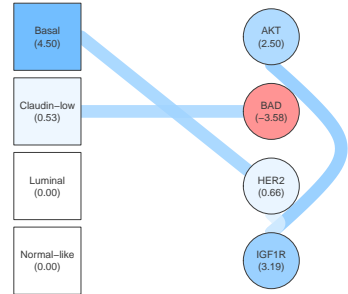 Basal
(4.50)
AKT
(2.50)
Claudin−low
(0.53)
BAD
(−3.58)
Luminal
(0.00)
HER2
(0.66)
Normal−like
(0.00)
IGF1R
(3.19)